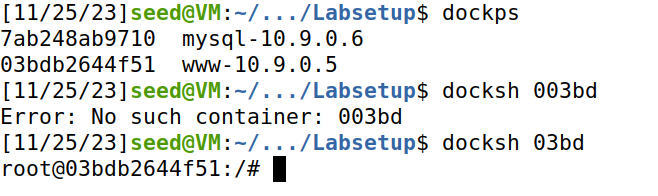 [11/25/23]seed@VM:~/.../Labsetup$ dockps
7ab248ab9710  mysql-10.9.0.6
03bdb2644f51  www-10.9.0.5
[11/25/23]seed@VM:~/.../Labsetup$ docksh 003bd
Error: No such container: 003bd
[11/25/23]seed@VM:~/.../Labsetup$ docksh 03bd
root@03bdb2644f51:/#